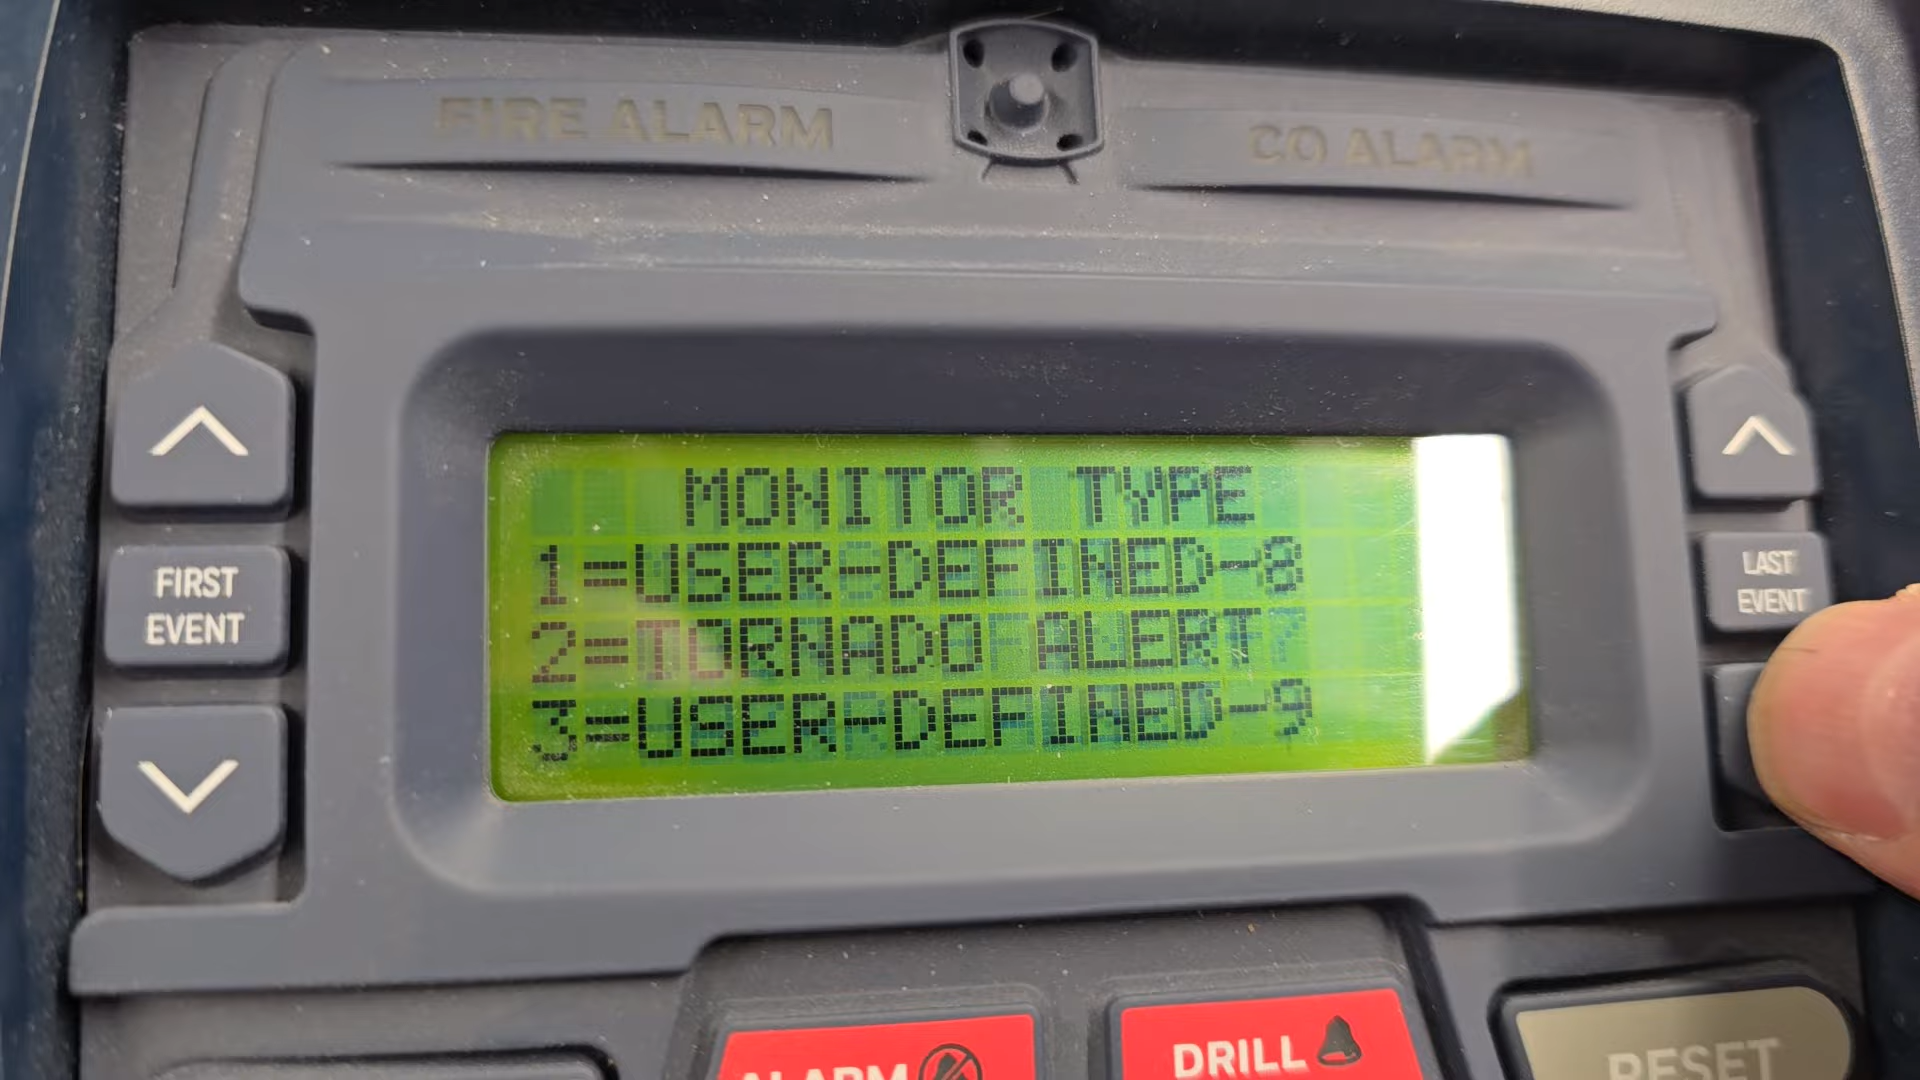 FIRE ALARM
CO ALARM
MONITOR TYPE
1=USER-DEFINED-8
2=TORNADO ALERT
3=USER-DEFINED-9
FIRST
EVENT
LAST
EVENT
ALARM
DRILL
RESET